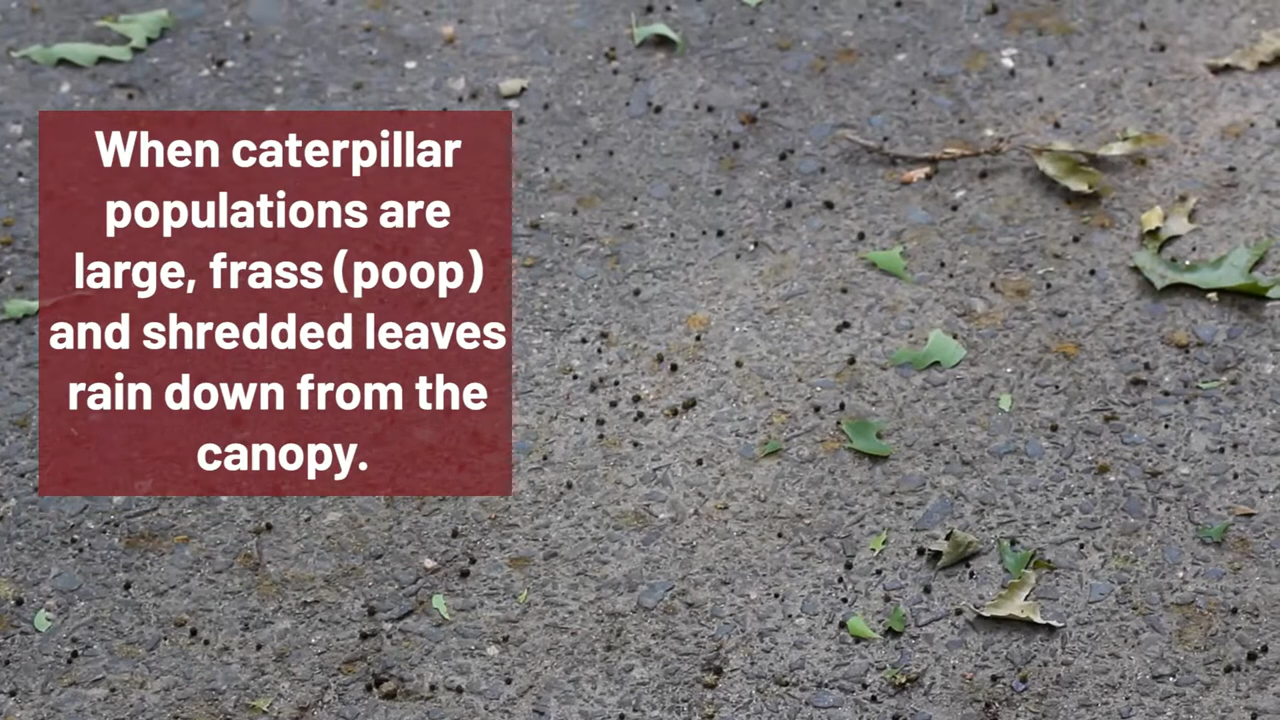 When caterpillar
populations are
large, frass (poop)
and shredded leaves
rain down from the
canopy.